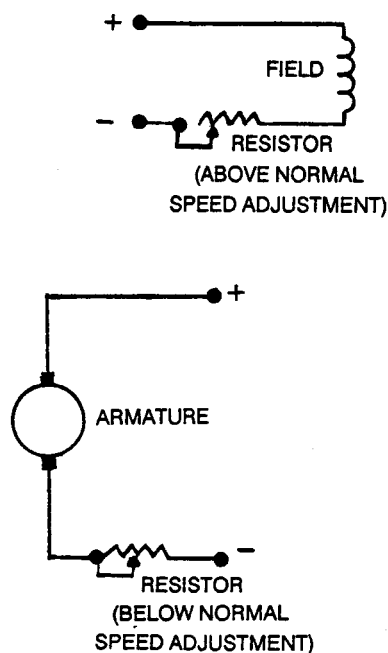 +
FIELD
–
RESISTOR
(ABOVE NORMAL
SPEED ADJUSTMENT)
+
ARMATURE
–
RESISTOR
(BELOW NORMAL
SPEED ADJUSTMENT)